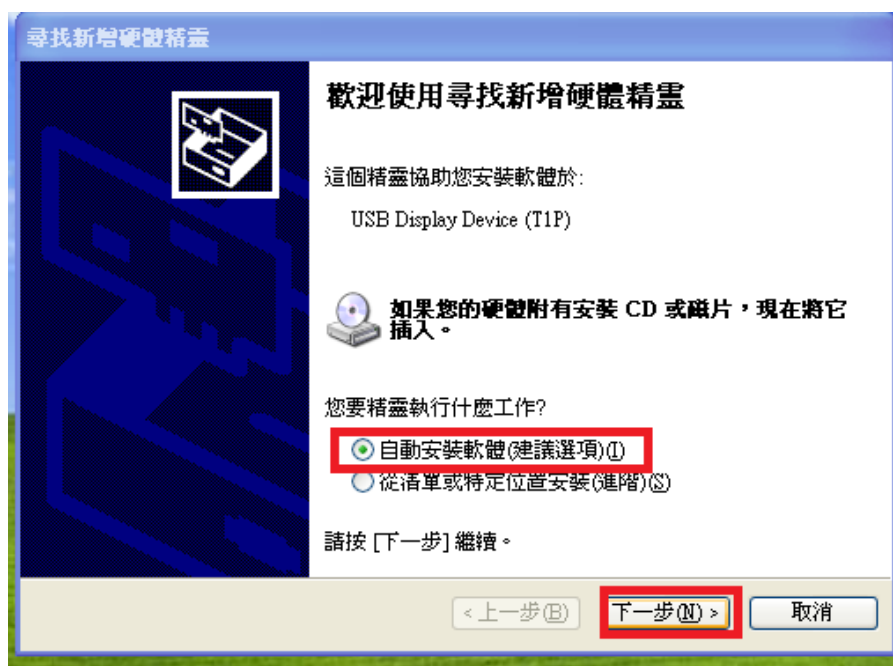 尋找新增硬體精靈
歡迎使用尋找新增硬體精靈
這個精靈協助您安裝軟體於:
USB Display Device (T1P)
如果您的硬體附有安裝 CD 或磁片，現在將它
插入。
您要精靈執行什麼工作?
自動安裝軟體(建議選項)(I)
從清單或特定位置安裝(進階)(S)
請按 [下一步] 繼續。
< 上一步(B)
下一步(N) >
取消